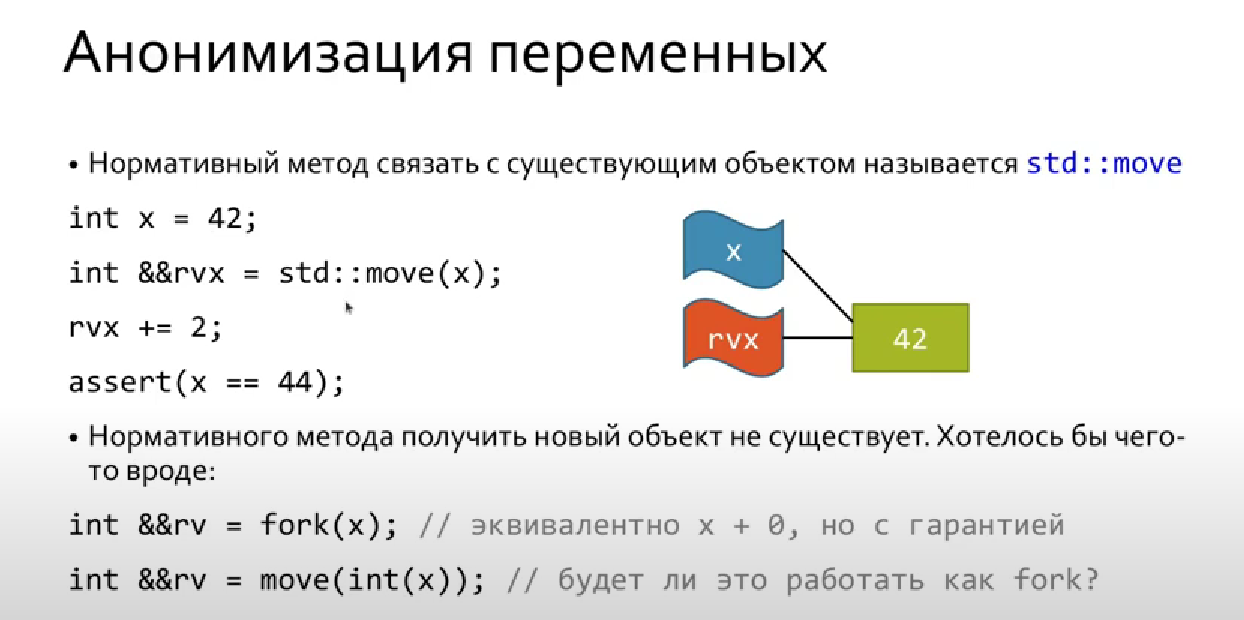 Анонимизация переменных
• Нормативный метод связать с существующим объектом называется std::move
int x = 42;
int &&rvx = std::move(x);
rvx += 2;
assert(x == 44);
x
rvx
42
• Нормативного метода получить новый объект не существует. Хотелось бы чего-
то вроде:
int &&rv = fork(x); // эквивалентно x + 0, но с гарантией
int &&rv = move(int(x)); // будет ли это работать как fork?